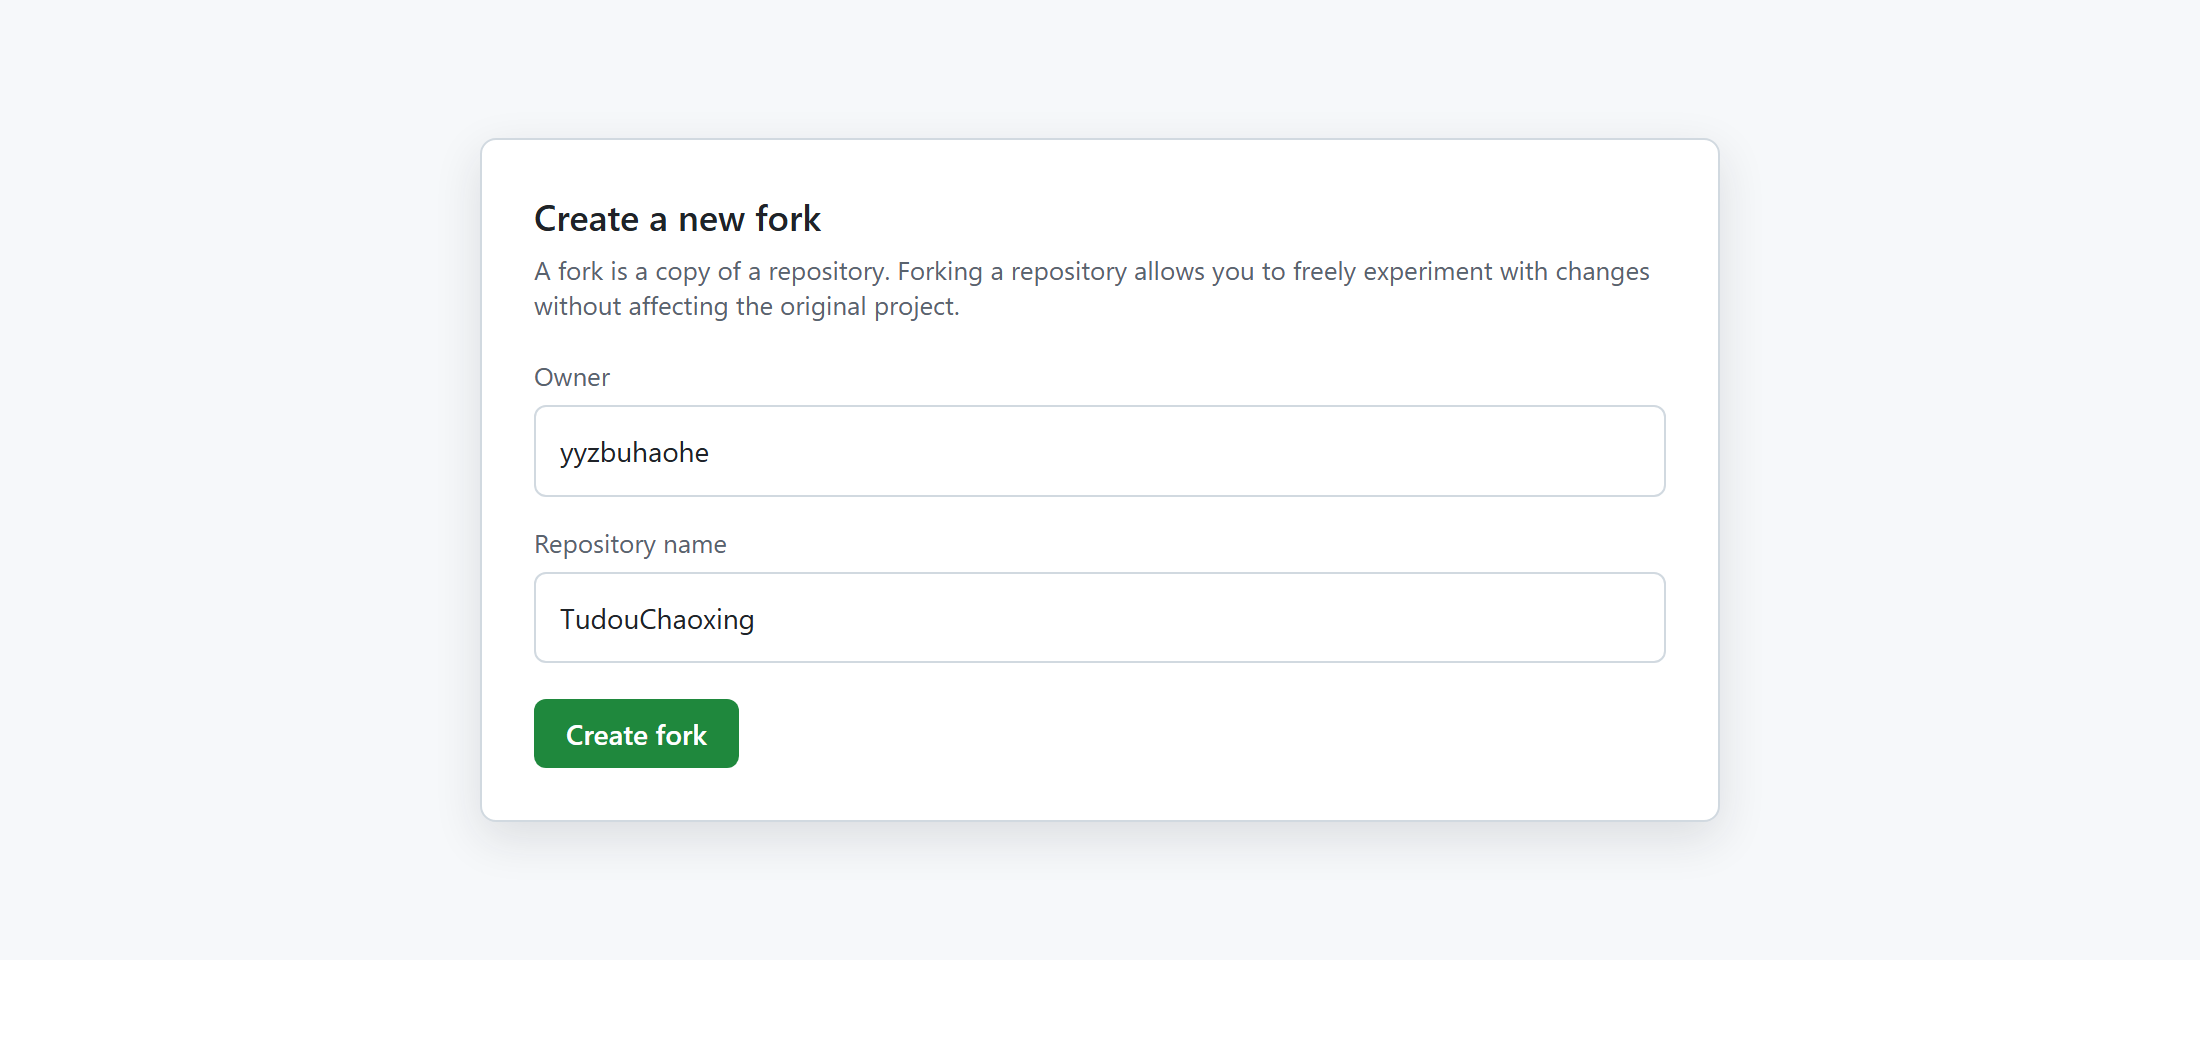 Create a new fork
A fork is a copy of a repository. Forking a repository allows you to freely experiment with changes
without affecting the original project.
Owner
yyzbuhaohe
Repository name
TudouChaoxing
Create fork